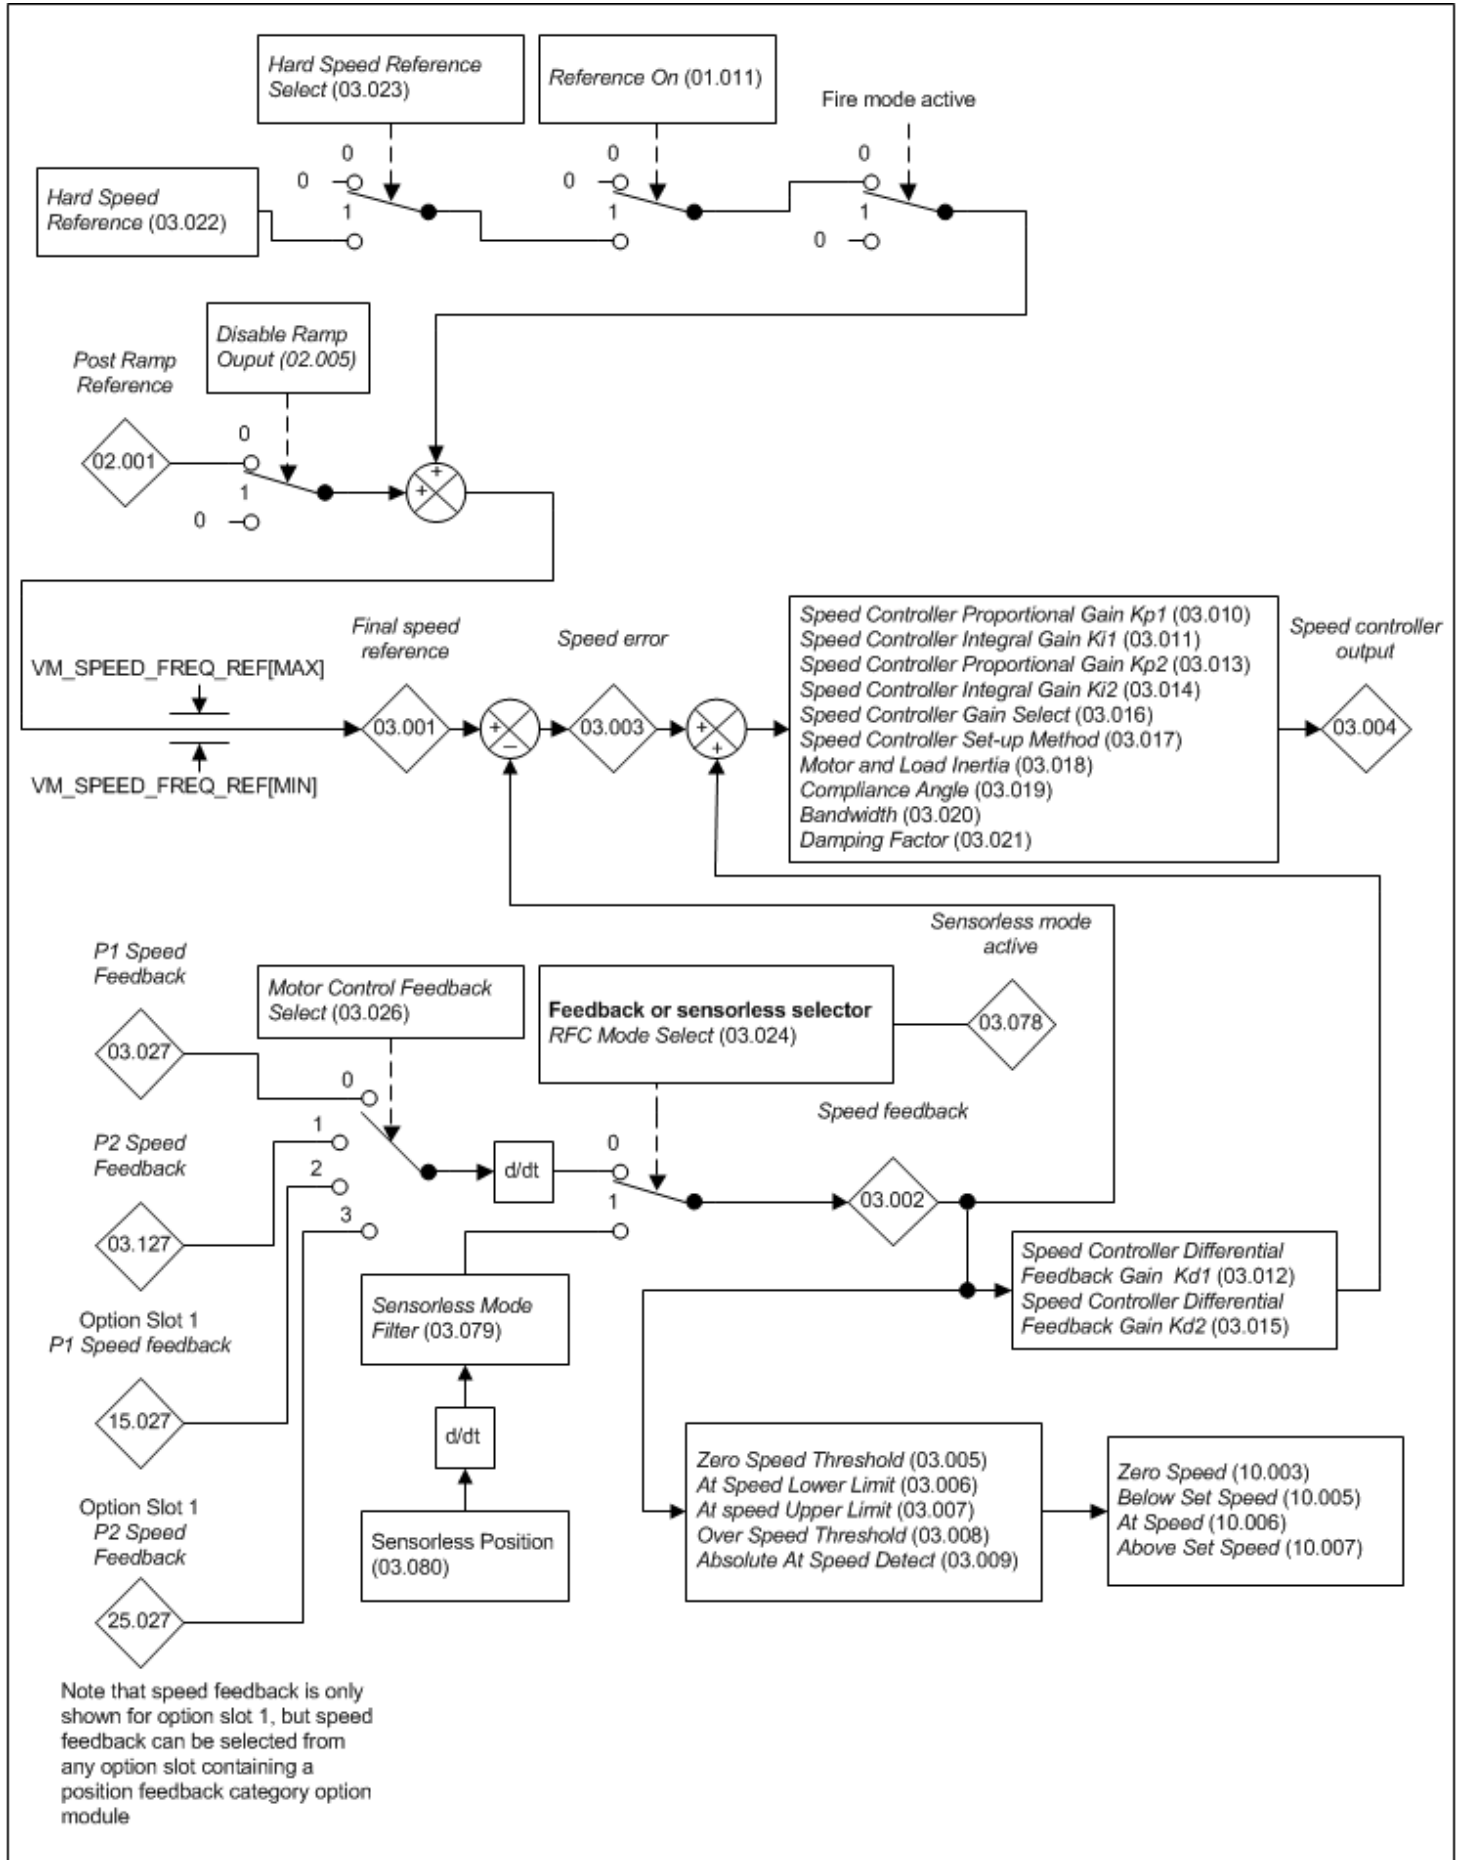 Hard Speed Reference
Select (03.023)
Reference On (01.011)
Fire mode active
0
0
0
0
0
1
1
1
0
Hard Speed
Reference (03.022)
Disable Ramp
Ouput (02.005)
Post Ramp
Reference
02.001
0
1
0
+
+
VM_SPEED_FREQ_REF[MAX]
VM_SPEED_FREQ_REF[MIN]
Final speed
reference
03.001
+
–
Speed error
03.003
+
+
Speed Controller Proportional Gain Kp1 (03.010)
Speed Controller Integral Gain Ki1 (03.011)
Speed Controller Proportional Gain Kp2 (03.013)
Speed Controller Integral Gain Ki2 (03.014)
Speed Controller Gain Select (03.016)
Speed Controller Set-up Method (03.017)
Motor and Load Inertia (03.018)
Compliance Angle (03.019)
Bandwidth (03.020)
Damping Factor (03.021)
Speed controller
output
03.004
P1 Speed
Feedback
03.027
Motor Control Feedback
Select (03.026)
Feedback or sensorless selector
RFC Mode Select (03.024)
Sensorless mode
active
03.078
0
1
2
3
P2 Speed
Feedback
03.127
d/dt
0
1
Speed feedback
03.002
Speed Controller Differential
Feedback Gain Kd1 (03.012)
Speed Controller Differential
Feedback Gain Kd2 (03.015)
Option Slot 1
P1 Speed feedback
15.027
Sensorless Mode
Filter (03.079)
d/dt
Sensorless Position
(03.080)
Zero Speed Threshold (03.005)
At Speed Lower Limit (03.006)
At speed Upper Limit (03.007)
Over Speed Threshold (03.008)
Absolute At Speed Detect (03.009)
Zero Speed (10.003)
Below Set Speed (10.005)
At Speed (10.006)
Above Set Speed (10.007)
Option Slot 1
P2 Speed
Feedback
25.027
Note that speed feedback is only
shown for option slot 1, but speed
feedback can be selected from
any option slot containing a
position feedback category option
module